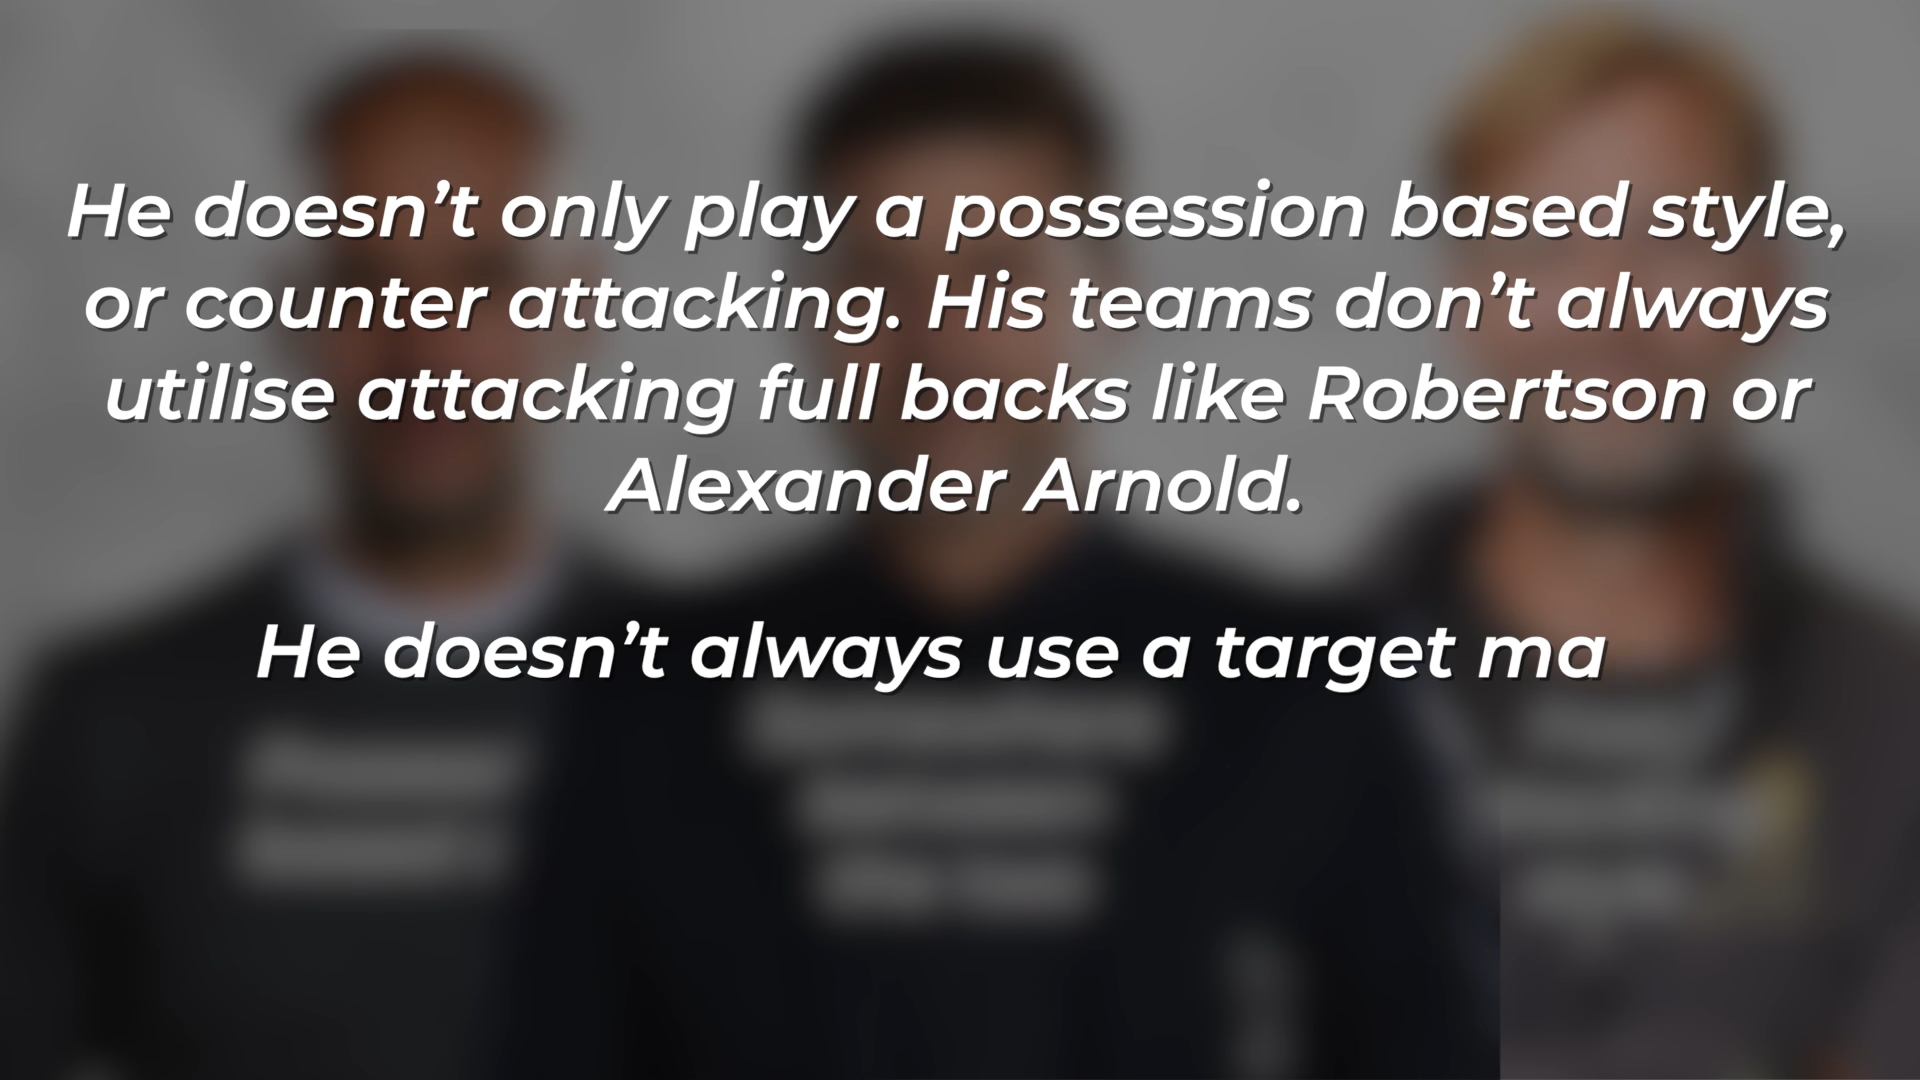 He doesn’t only play a possession based style,
or counter attacking. His teams don’t always
utilise attacking full backs like Robertson or
Alexander Arnold.
He doesn’t always use a target ma